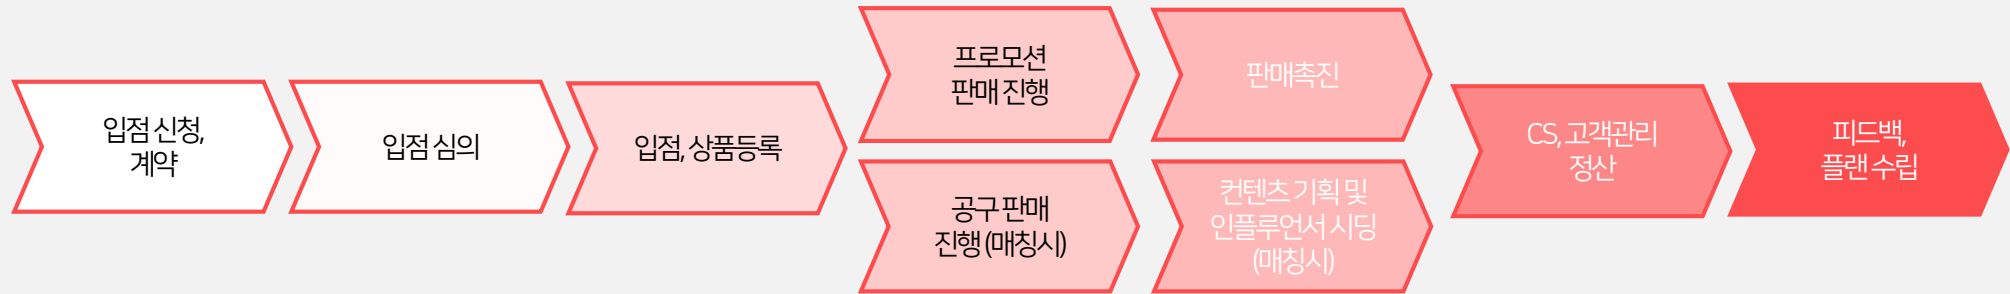 입점 신청,
계약
입점 심의
입점, 상품등록
프로모션
판매 진행
공구 판매
진행 (매칭시)
판매촉진
컨텐츠 기획 및
인플루언서 시딩
(매칭시)
CS, 고객관리
정산
피드백,
플랜 수립